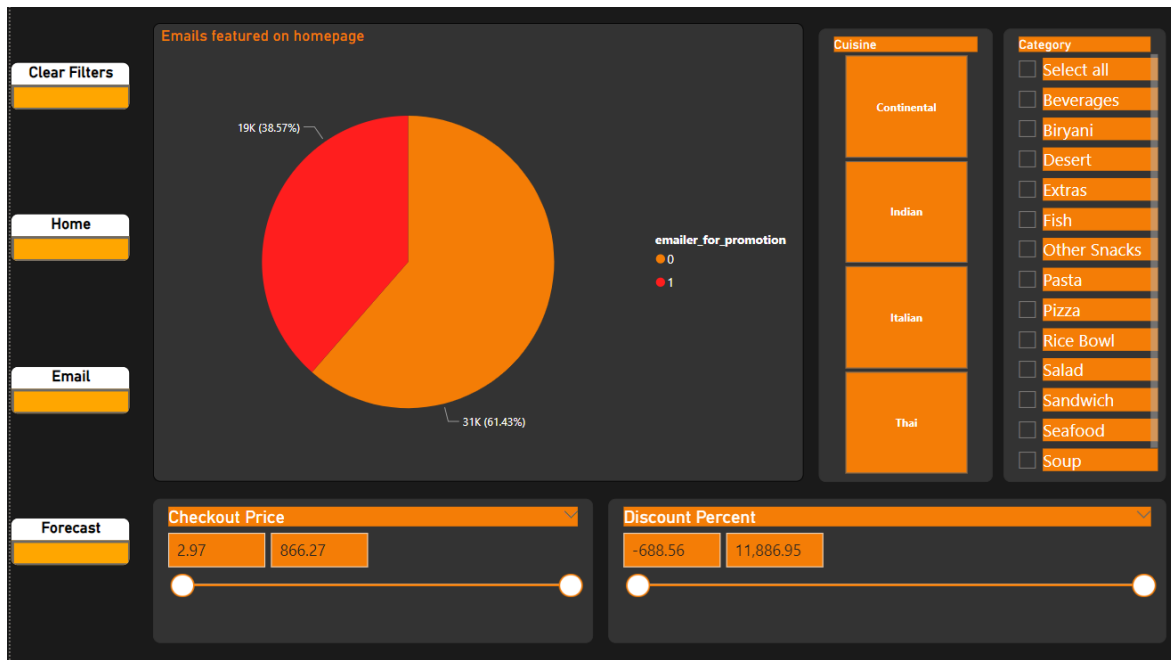 Clear Filters
Home
Email
Forecast
Emails featured on homepage
19K (38.57%)
31K (61.43%)
emailer_for_promotion
0
1
Cuisine
Continental
Indian
Italian
Thai
Category
Select all
Beverages
Biryani
Desert
Extras
Fish
Other Snacks
Pasta
Pizza
Rice Bowl
Salad
Sandwich
Seafood
Soup
Checkout Price
2.97 866.27
Discount Percent
-688.56 11,886.95